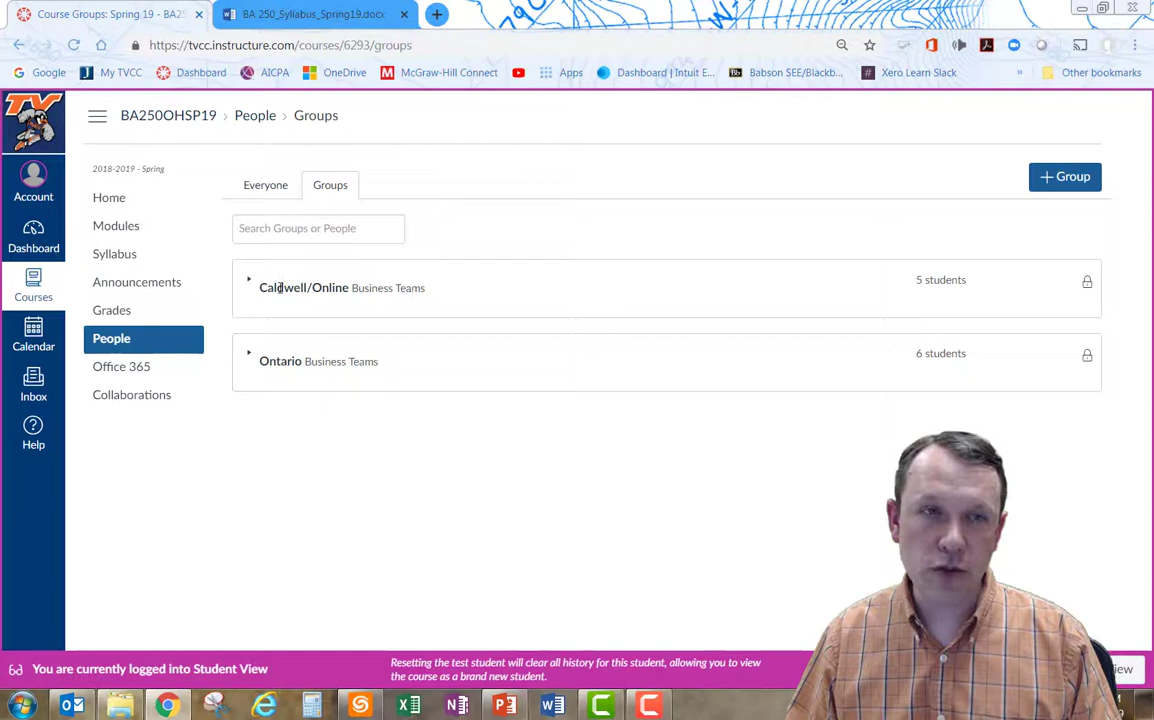 Course Groups: Spring 19 - BA25
BA 250_Syllabus_Spring19.docx
https://tvcc.instructure.com/courses/6293/groups
Google
My TVCC
Dashboard
AICPA
OneDrive
McGraw-Hill Connect
Apps
Dashboard | Intuit E...
Bb
Babson SEE/Blackb...
Xero Learn Slack
»
Other bookmarks
TV
BA250OHSP19 › People › Groups
2018-2019 - Spring
Everyone
Groups
+ Group
Account
Home
Modules
Search Groups or People
Dashboard
Syllabus
Announcements
Caldwell/Online Business Teams
5 students
Courses
Grades
People
Calendar
Ontario Business Teams
6 students
Office 365
Inbox
Collaborations
Help
You are currently logged into Student View
Resetting the test student will clear all history for this student, allowing you to view
the course as a brand new student.